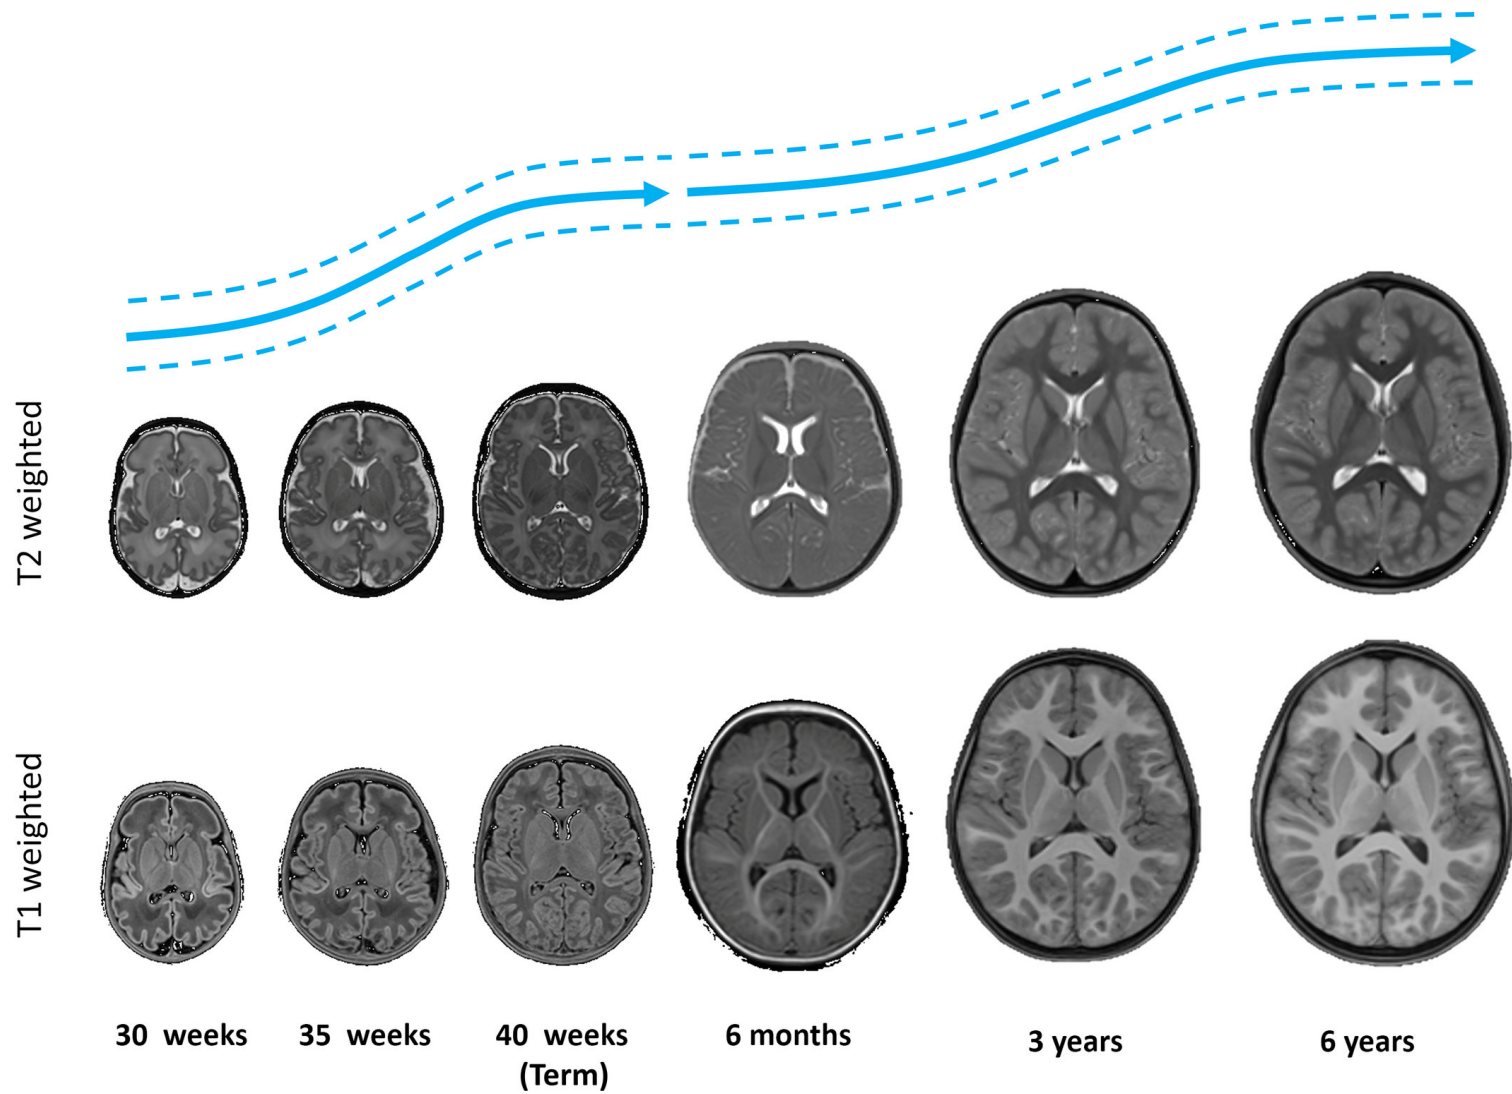 T2 weighted
T1 weighted
30 weeks
35 weeks
40 weeks
(Term)
6 months
3 years
6 years